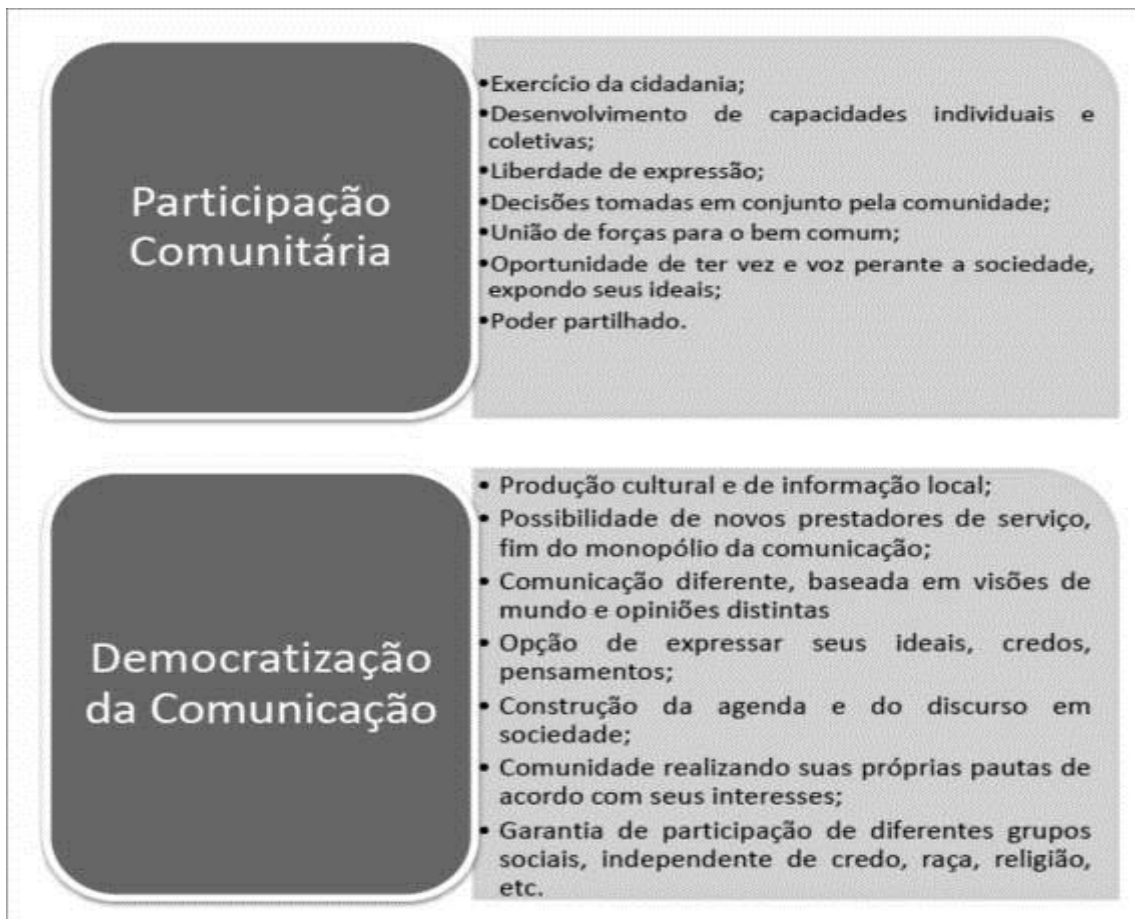 Participação
Comunitária
•Exercício da cidadania;
•Desenvolvimento de capacidades individuais e
coletivas;
•Liberdade de expressão;
•Decisões tomadas em conjunto pela comunidade;
•União de forças para o bem comum;
•Oportunidade de ter vez e voz perante a sociedade,
expondo seus ideais;
•Poder partilhado.
Democratização
da Comunicação
• Produção cultural e de informação local;
• Possibilidade de novos prestadores de serviço,
fim do monopólio da comunicação;
• Comunicação diferente, baseada em visões de
mundo e opiniões distintas
• Opção de expressar seus ideais, credos,
pensamentos;
• Construção da agenda e do discurso em
sociedade;
• Comunidade realizando suas próprias pautas de
acordo com seus interesses;
• Garantia de participação de diferentes grupos
sociais, independente de credo, raça, religião,
etc.